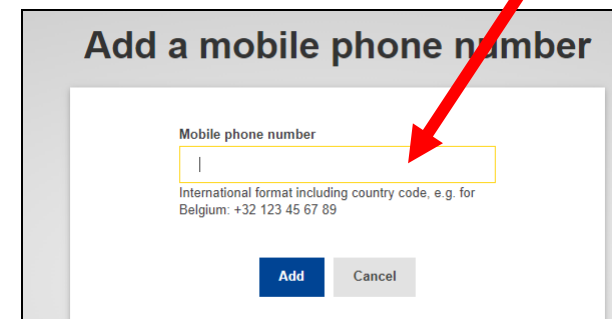 Add a mobile phone number
Mobile phone number
International format including country code, e.g. for
Belgium: +32 123 45 67 89
Add Cancel